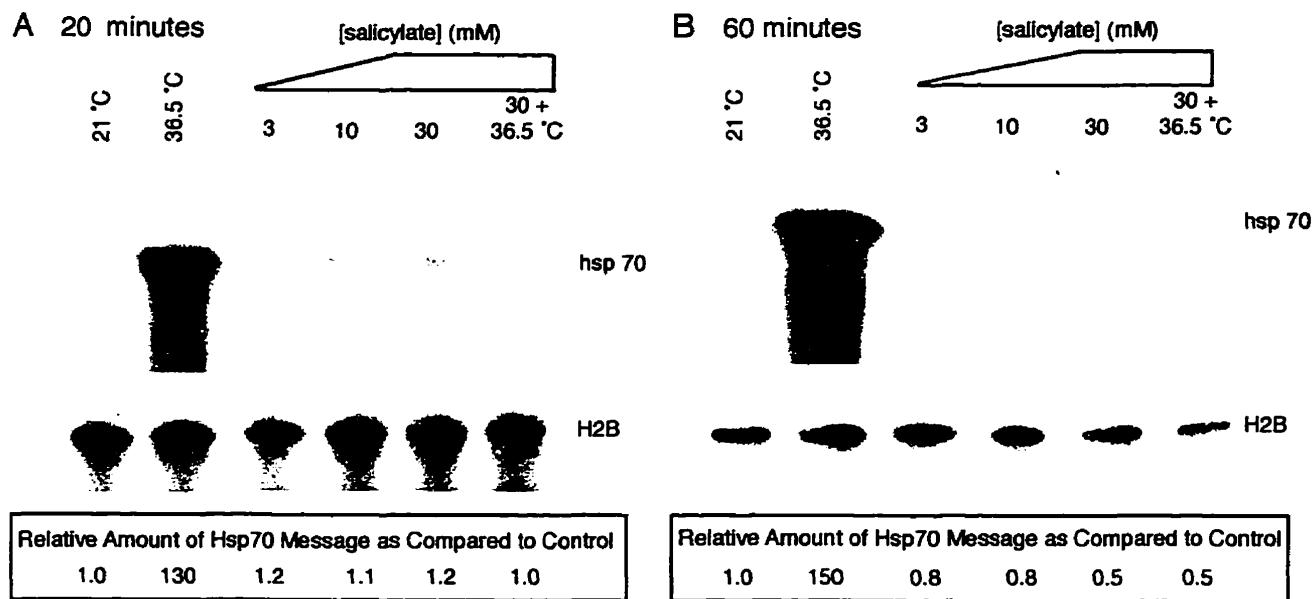 A 20 minutes
[salicylate] (mM)
21 °C
36.5 °C
3
10
30
30 +
36.5 °C
hsp 70
H2B
Relative Amount of Hsp70 Message as Compared to Control
1.0 130 1.2 1.1 1.2 1.0
B 60 minutes
[salicylate] (mM)
21 °C
36.5 °C
3
10
30
30 +
36.5 °C
hsp 70
H2B
Relative Amount of Hsp70 Message as Compared to Control
1.0 150 0.8 0.8 0.5 0.5